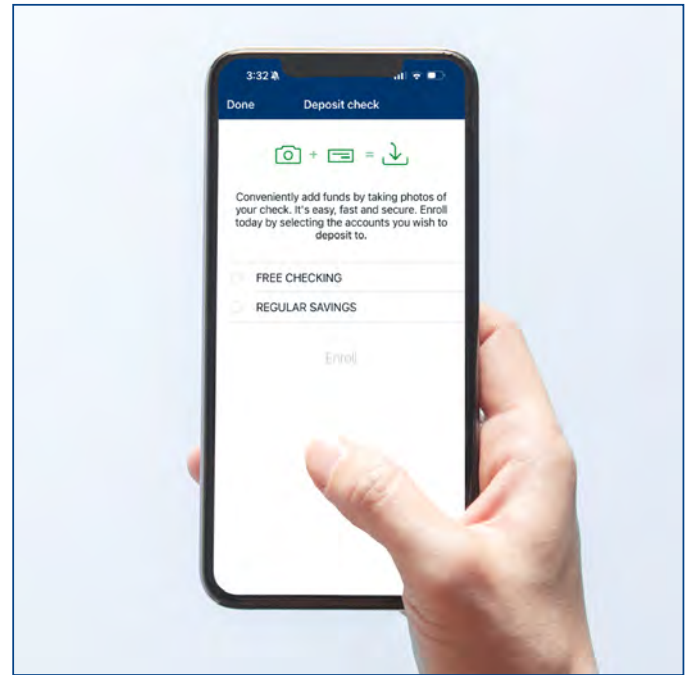 3:32
Done Deposit check
+ =
Conveniently add funds by taking photos of
your check. It's easy, fast and secure. Enroll
today by selecting the accounts you wish to
deposit to.
FREE CHECKING
REGULAR SAVINGS
Enroll